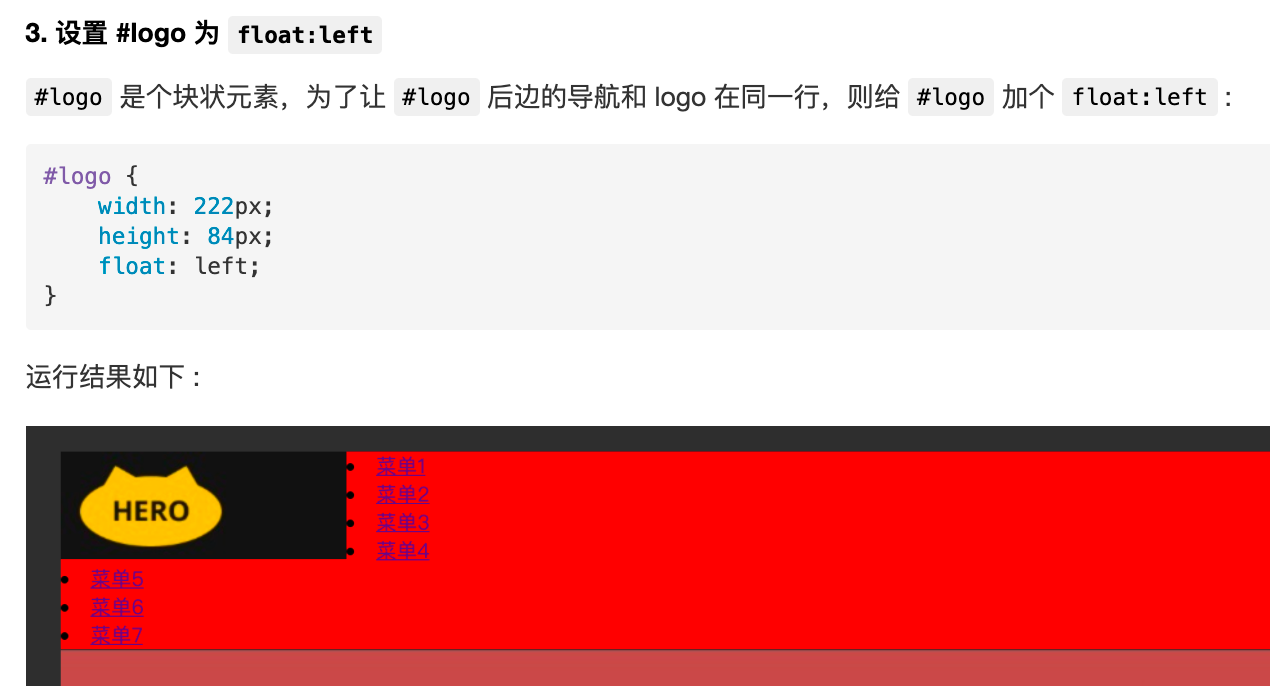 3. 设置 #logo 为 float:left
#logo 是个块状元素，为了让 #logo 后边的导航和 logo 在同一行，则给 #logo 加个 float:left：
#logo {
    width: 222px;
    height: 84px;
    float: left;
}
运行结果如下：
HERO
菜单1
菜单2
菜单3
菜单4
菜单5
菜单6
菜单7